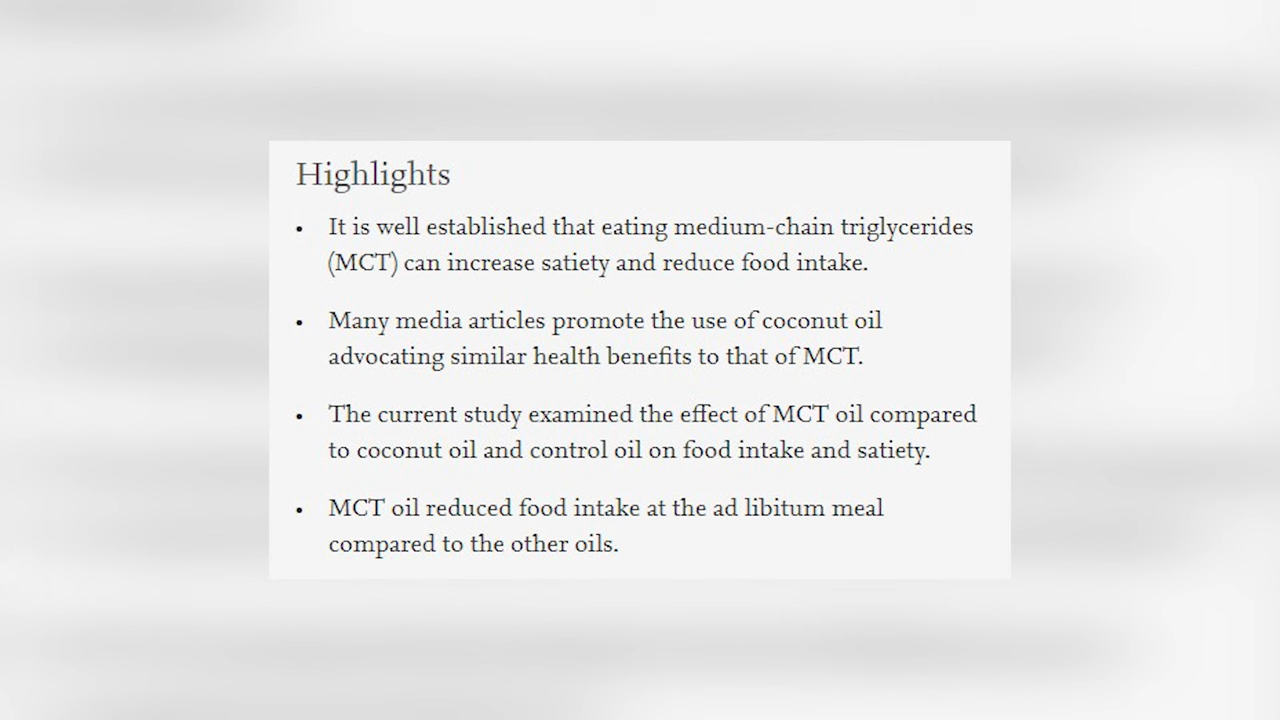 Highlights
• It is well established that eating medium-chain triglycerides
(MCT) can increase satiety and reduce food intake.
• Many media articles promote the use of coconut oil
advocating similar health benefits to that of MCT.
• The current study examined the effect of MCT oil compared
to coconut oil and control oil on food intake and satiety.
• MCT oil reduced food intake at the ad libitum meal
compared to the other oils.